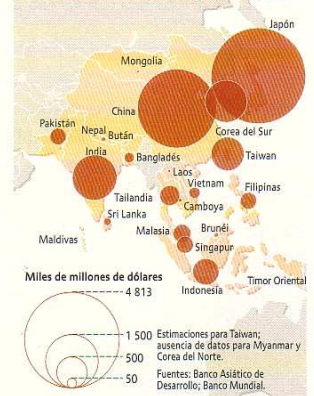 Japón
Mongolia
China
Corea del Sur
Pakistán
Nepal
Bután
India
Bangladés
Taiwan
Laos
Vietnam
Filipinas
Tailandia
Camboya
Sri Lanka
Malasia
Brunéi
Maldivas
Singapur
Indonesía
Timor Oriental
Miles de millones de dólares
4 813
1 500
500
50
Estimaciones para Taiwan;
ausencia de datos para Myanmar y
Corea del Norte.
Fuentes: Banco Asiático de
Desarrollo; Banco Mundial.